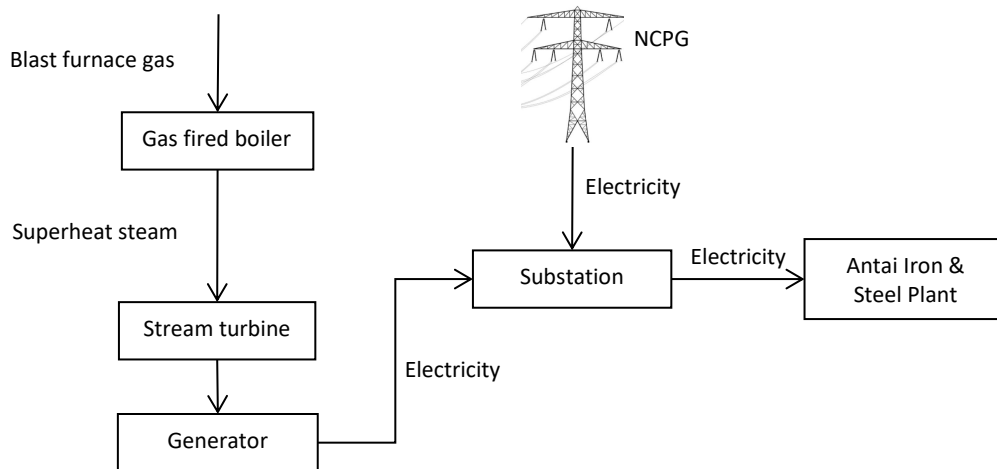 Blast furnace gas
NCPG
Gas fired boiler
Electricity
Superheat steam
Substation
Electricity
Antai Iron &
Steel Plant
Stream turbine
Electricity
Generator